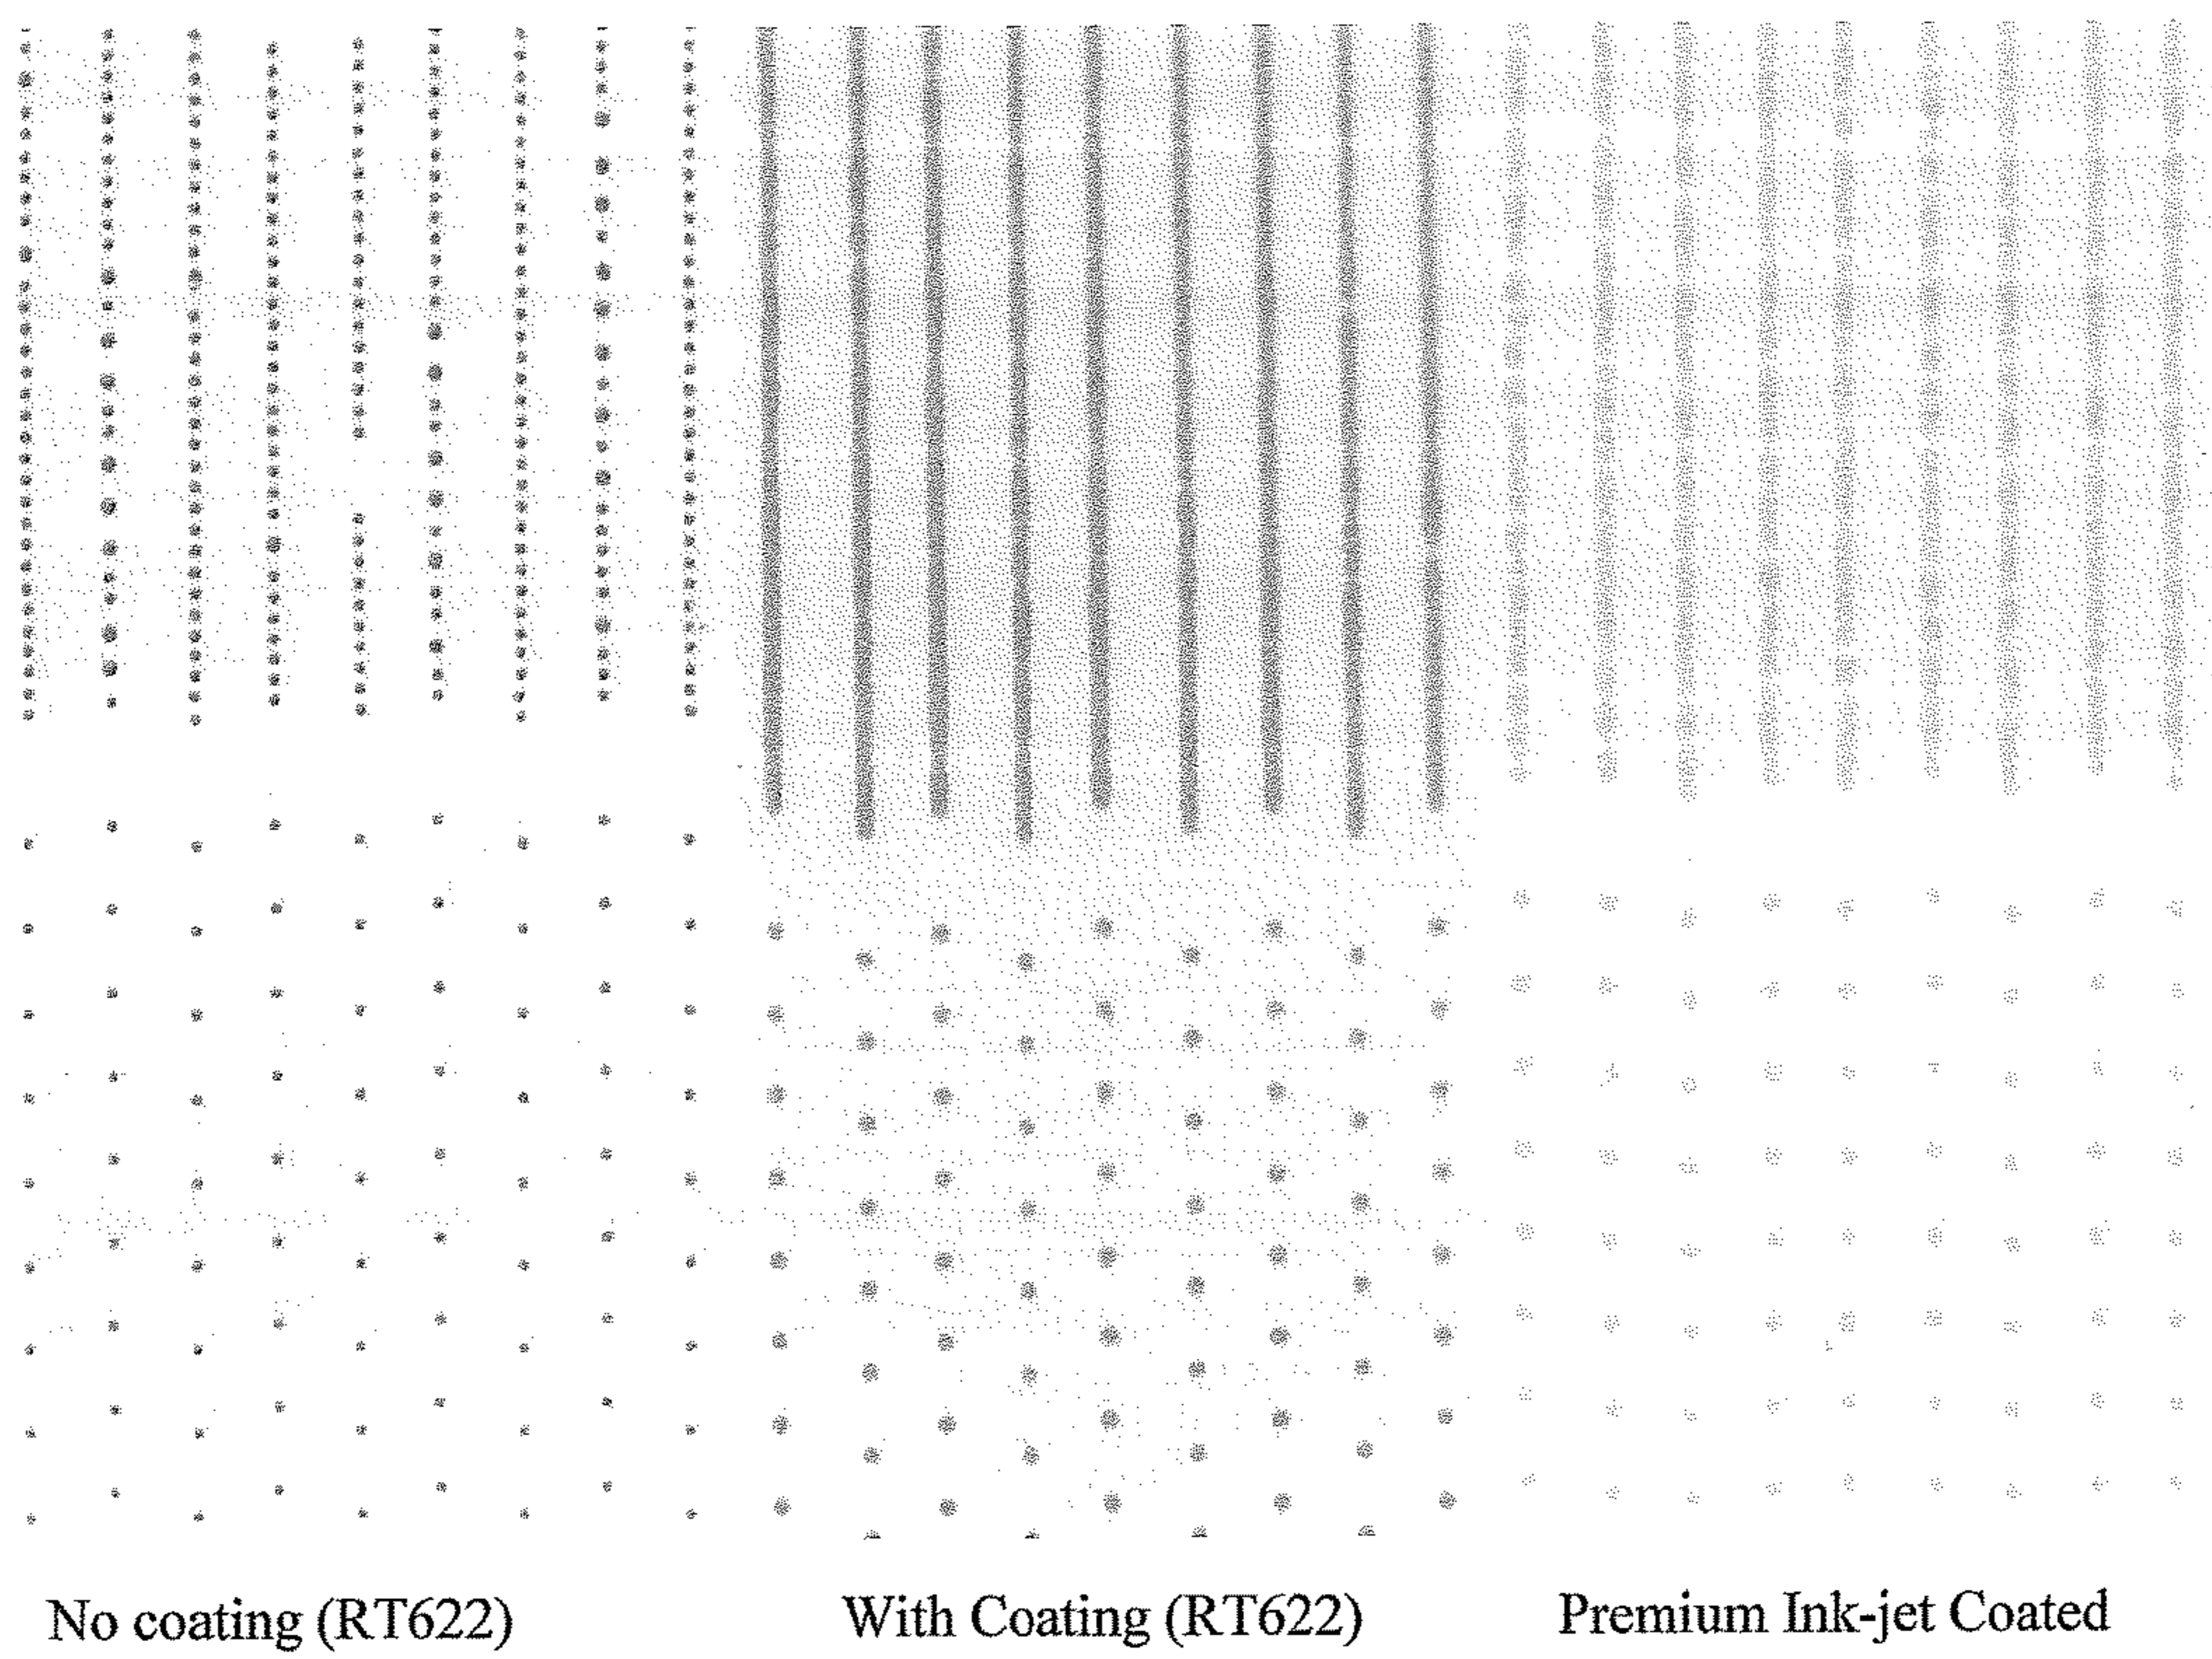 No coating (RT622)
With Coating (RT622)
Premium Ink-jet Coated